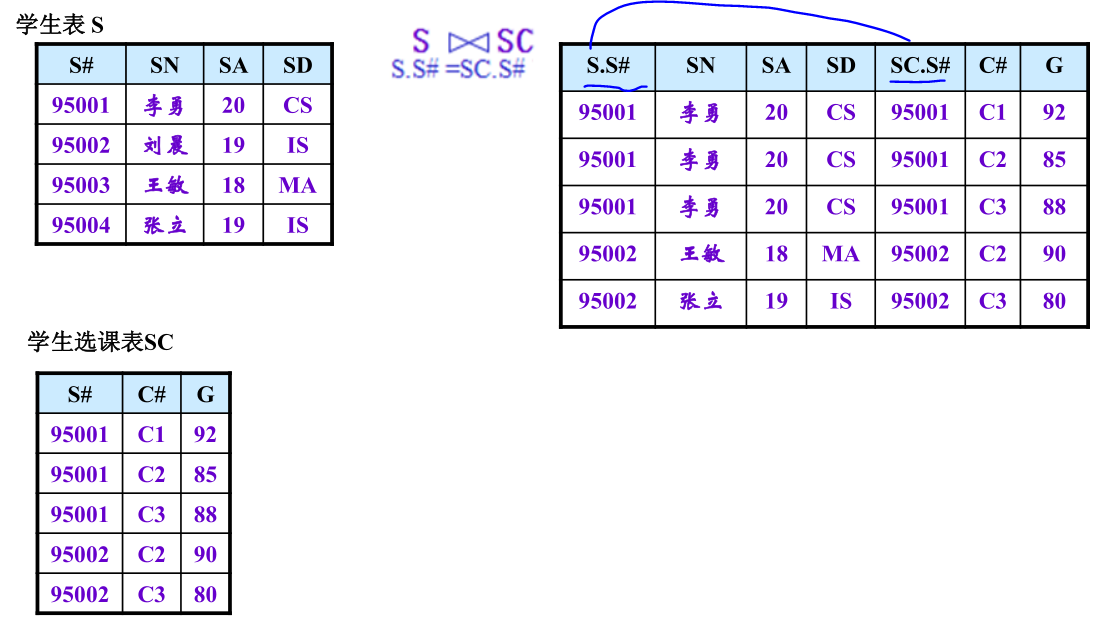 学生表 S
S# SN SA SD
95001 李勇 20 CS
95002 刘晨 19 IS
95003 王敏 18 MA
95004 张立 19 IS
S ⋈ SC
S.S# =SC.S#
S.S# SN SA SD SC.S# C# G
95001 李勇 20 CS 95001 C1 92
95001 李勇 20 CS 95001 C2 85
95001 李勇 20 CS 95001 C3 88
95002 王敏 18 MA 95002 C2 90
95002 张立 19 IS 95002 C3 80
学生选课表SC
S# C# G
95001 C1 92
95001 C2 85
95001 C3 88
95002 C2 90
95002 C3 80